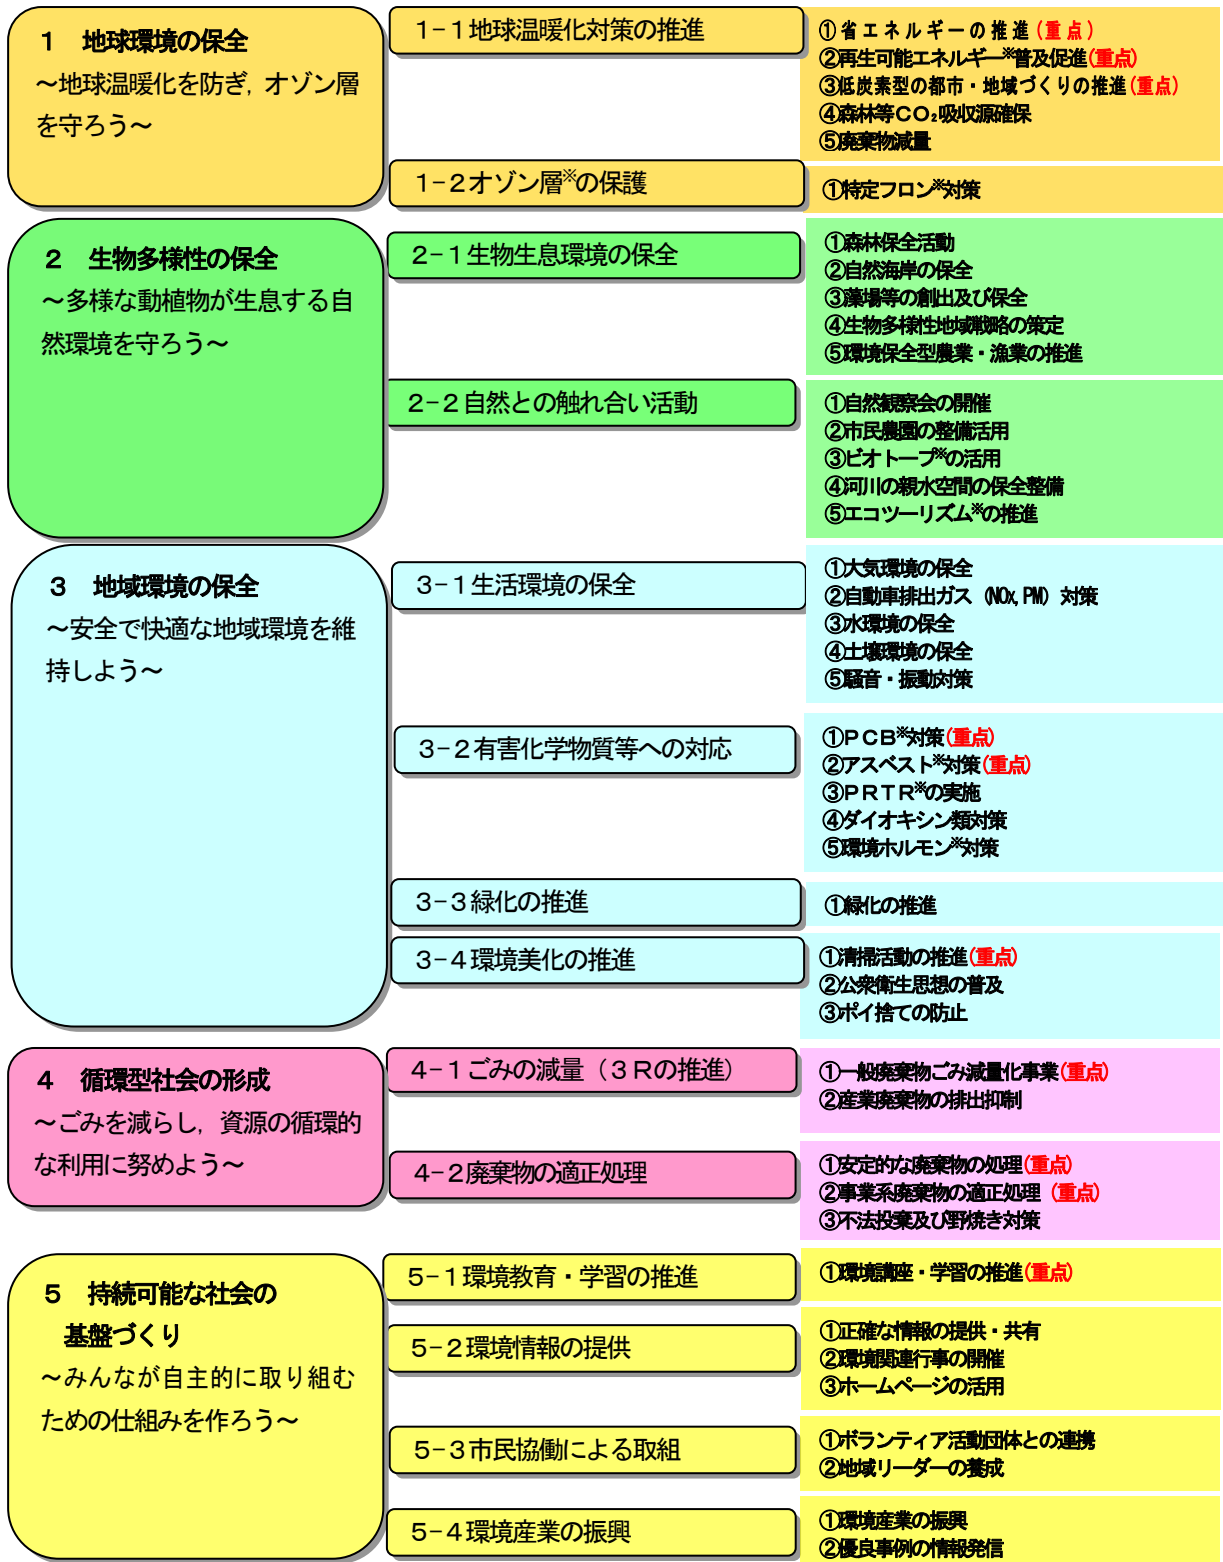 １　地球環境の保全
～地球温暖化を防ぎ，オゾン層
を守ろう～
１−１地球温暖化対策の推進
①省エネルギーの推進(重点)
②再生可能エネルギー※普及促進(重点)
③低炭素型の都市・地域づくりの推進(重点)
④森林等ＣＯ₂吸収源確保
⑤廃棄物減量
１−２オゾン層※の保護
①特定フロン※対策
２　生物多様性の保全
～多様な動植物が生息する自
然環境を守ろう～
２−１生物生息環境の保全
①森林保全活動
②自然海岸の保全
③藻場等の創出及び保全
④生物多様性地域戦略の策定
⑤環境保全型農業・漁業の推進
２−２自然との触れ合い活動
①自然観察会の開催
②市民農園の整備活用
③ビオトープ※の活用
④河川の親水空間の保全整備
⑤エコツーリズム※の推進
３　地域環境の保全
～安全で快適な地域環境を維
持しよう～
３−１生活環境の保全
①大気環境の保全
②自動車排出ガス（NOx,PM）対策
③水環境の保全
④土壌環境の保全
⑤騒音・振動対策
３−２有害化学物質等への対応
①ＰＣＢ※対策(重点)
②アスベスト※対策(重点)
③ＰＲＴＲ※の実施
④ダイオキシン類対策
⑤環境ホルモン※対策
３−３緑化の推進
①緑化の推進
３−４環境美化の推進
①清掃活動の推進(重点)
②公衆衛生思想の普及
③ポイ捨ての防止
４　循環型社会の形成
～ごみを減らし，資源の循環的
な利用に努めよう～
４−１ごみの減量（３Ｒの推進）
①一般廃棄物ごみ減量化事業(重点)
②産業廃棄物の排出抑制
４−２廃棄物の適正処理
①安定的な廃棄物の処理(重点)
②事業系廃棄物の適正処理（重点）
③不法投棄及び野焼き対策
５　持続可能な社会の
基盤づくり
～みんなが自主的に取り組む
ための仕組みを作ろう～
５−１環境教育・学習の推進
①環境講座・学習の推進(重点)
５−２環境情報の提供
①正確な情報の提供・共有
②環境関連行事の開催
③ホームページの活用
５−３市民協働による取組
①ボランティア活動団体との連携
②地域リーダーの養成
５−４環境産業の振興
①環境産業の振興
②優良事例の情報発信